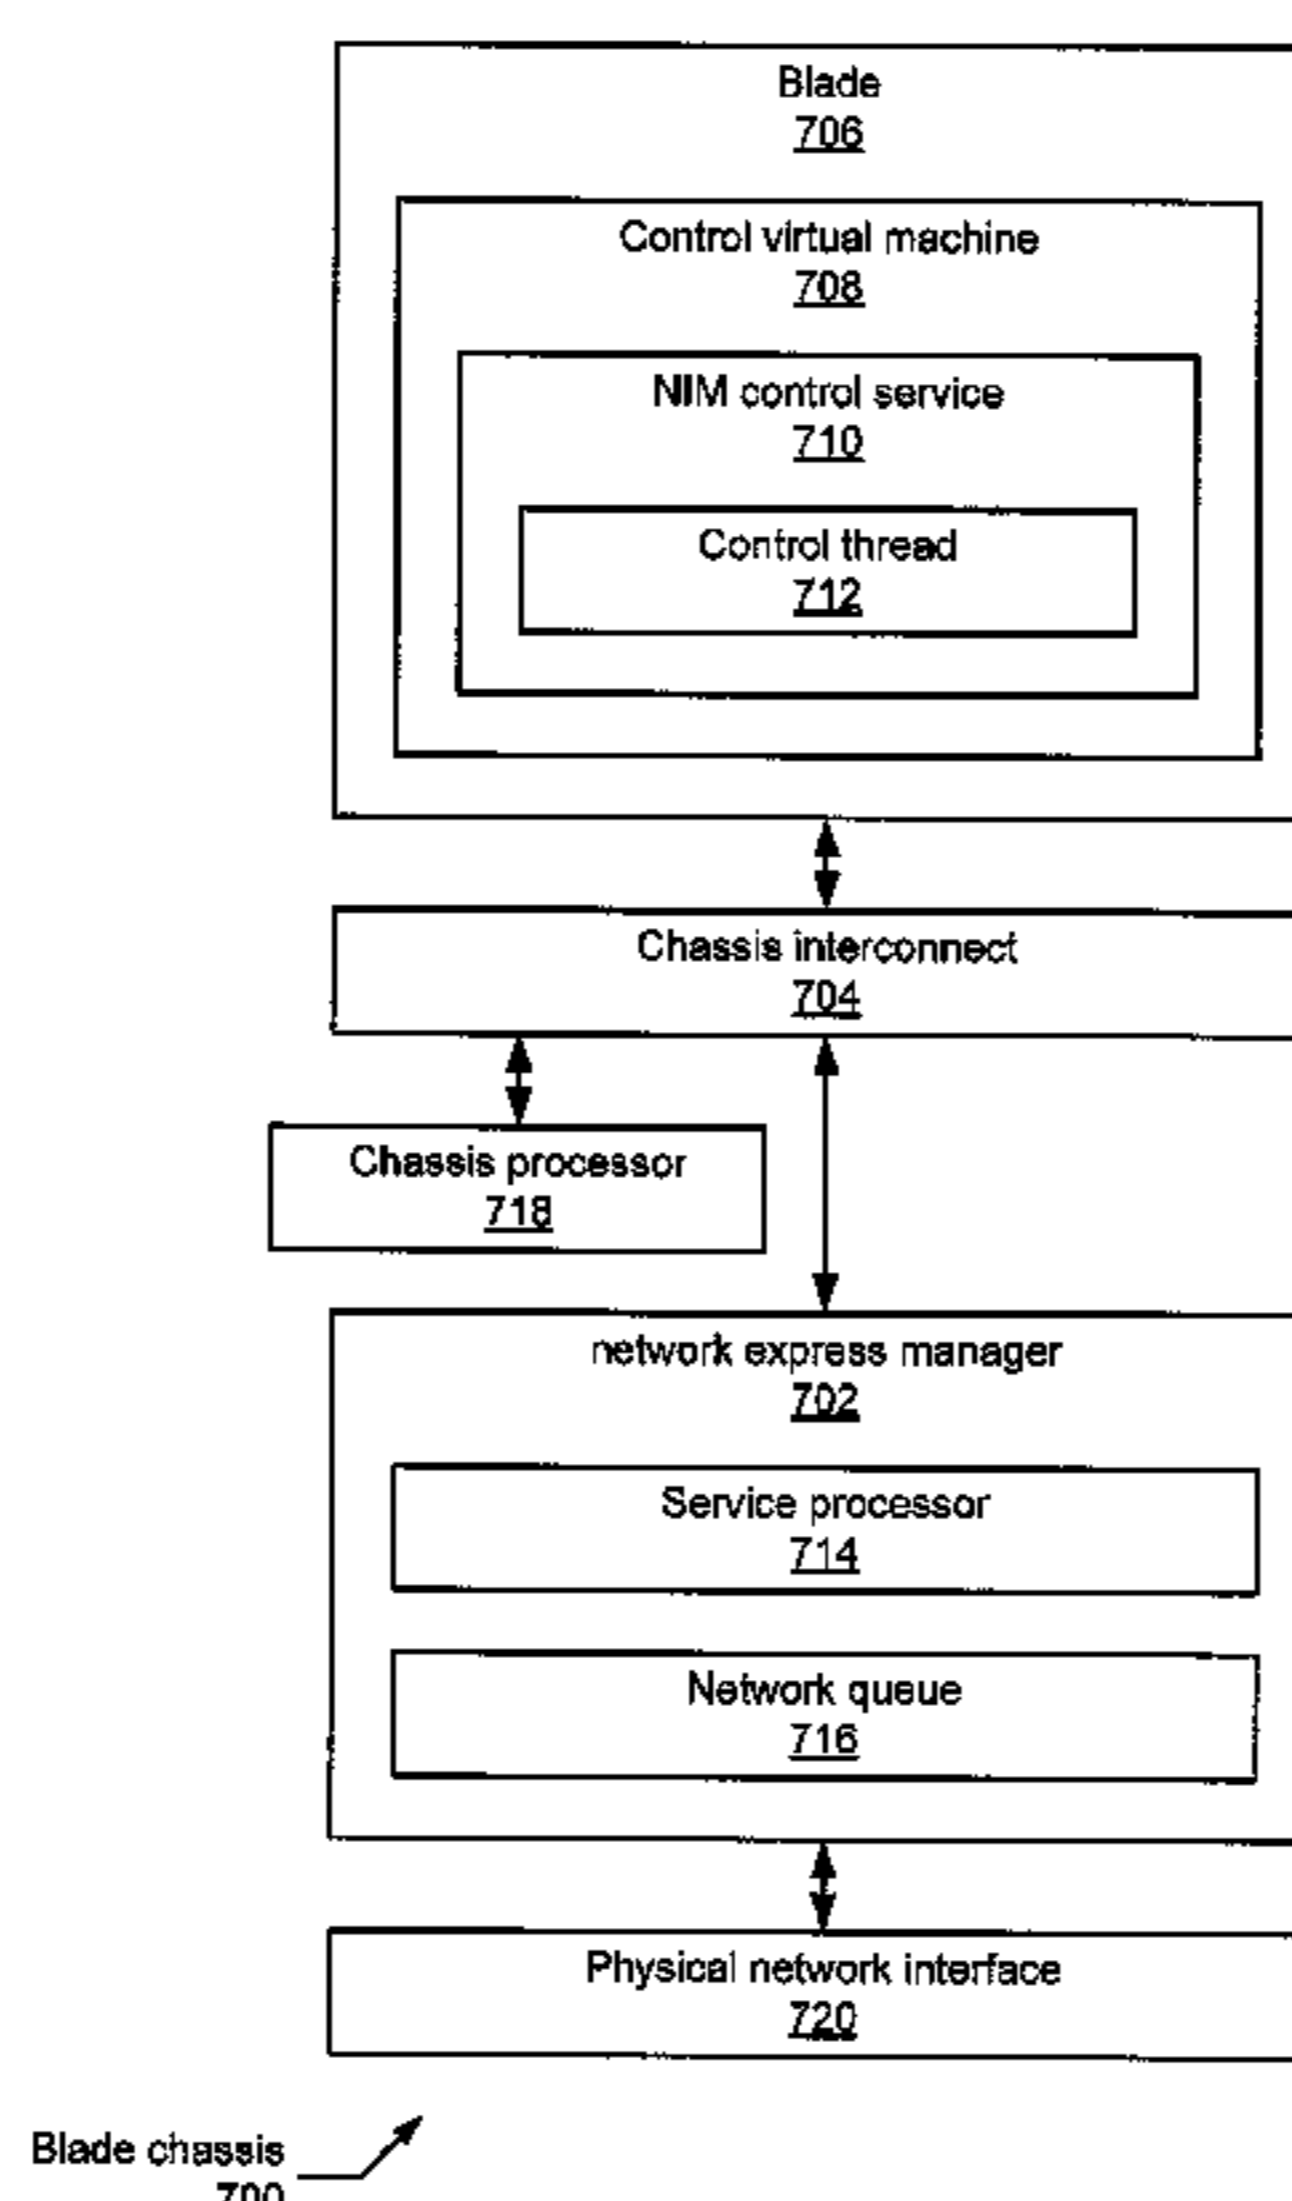 Blade
706
Control virtual machine
708
NIM control service
710
Control thread
712
Chassis interconnect
704
Chassis processor
718
network express manager
702
Service processor
714
Network queue
716
Physical network interface
720
Blade chassis
700